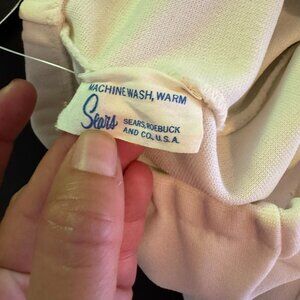 MACHINE WASH, WARM
Sears
SEARS, ROEBUCK
AND CO., U.S.A.